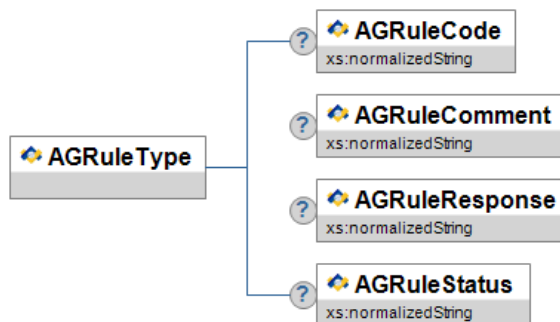 ?
AGRuleCode
xs:normalizedString
?
AGRuleComment
xs:normalizedString
AGRuleType
?
AGRuleResponse
xs:normalizedString
?
AGRuleStatus
xs:normalizedString